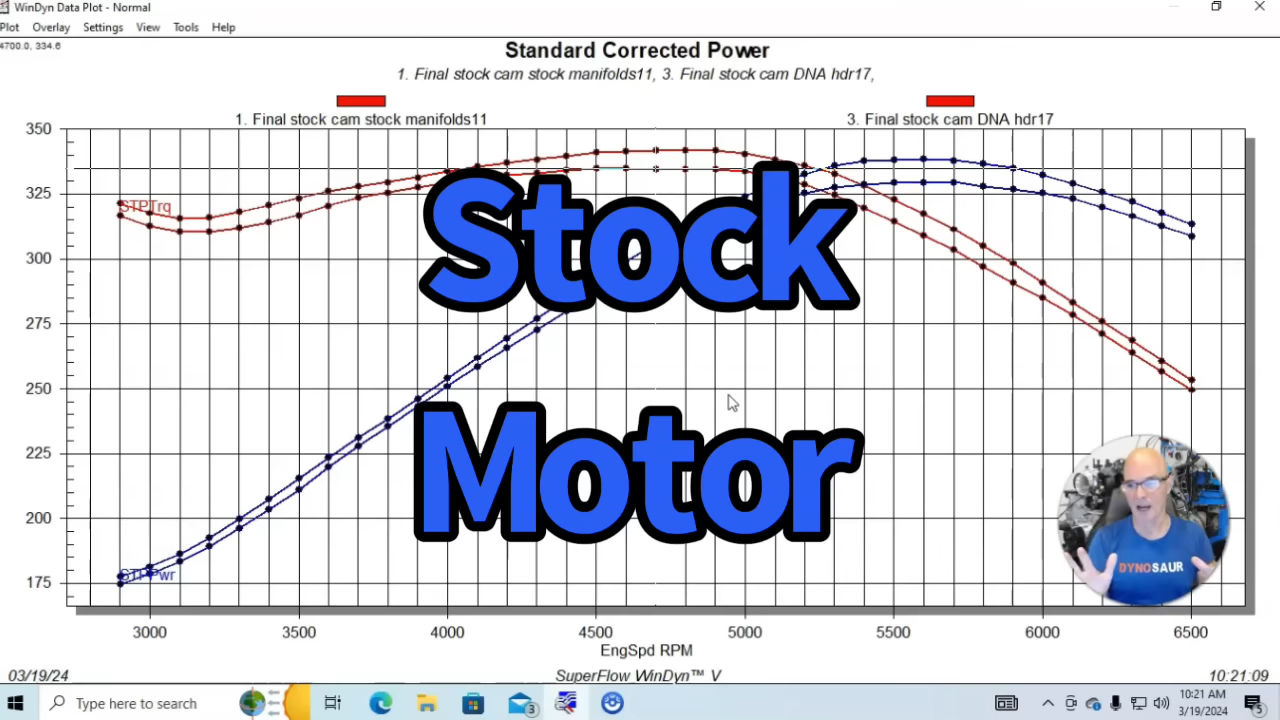 WinDyn Data Plot - Normal
Plot Overlay Settings View Tools Help
4700.0, 334.6
Standard Corrected Power
1. Final stock cam stock manifolds11, 3. Final stock cam DNA hdr17,
1. Final stock cam stock manifolds11
3. Final stock cam DNA hdr17
350
325
300
275
250
225
200
175
STPTrq
STPPwr
Stock
Motor
DYNOSAUR
3000 3500 4000 4500 5000 5500 6000 6500
EngSpd RPM
03/19/24
SuperFlow WinDyn™ V
10:21:09
Type here to search
3
10:21 AM
3/19/2024
5